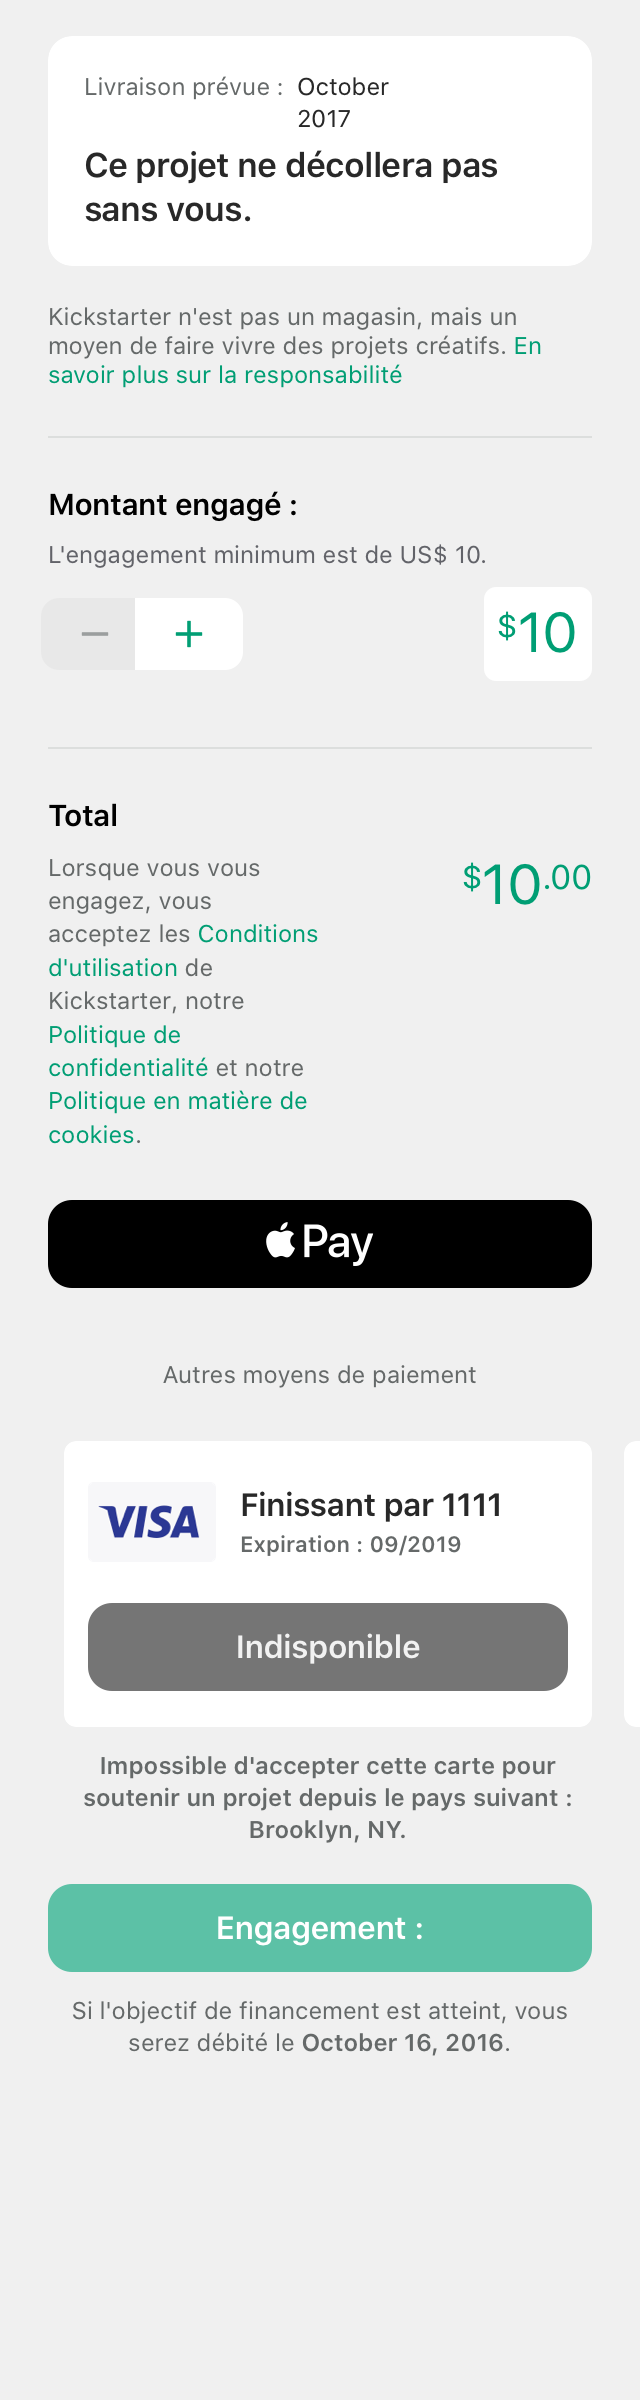 Livraison prévue : October
2017
Ce projet ne décollera pas
sans vous.
Kickstarter n'est pas un magasin, mais un
moyen de faire vivre des projets créatifs. En
savoir plus sur la responsabilité
Montant engagé :
L'engagement minimum est de US$ 10.
− +
$10
Total
Lorsque vous vous
engagez, vous
acceptez les Conditions
d'utilisation de
Kickstarter, notre
Politique de
confidentialité et notre
Politique en matière de
cookies.
$10.00
Pay
Autres moyens de paiement
VISA
Finissant par 1111
Expiration : 09/2019
Indisponible
Impossible d'accepter cette carte pour
soutenir un projet depuis le pays suivant :
Brooklyn, NY.
Engagement :
Si l'objectif de financement est atteint, vous
serez débité le October 16, 2016.